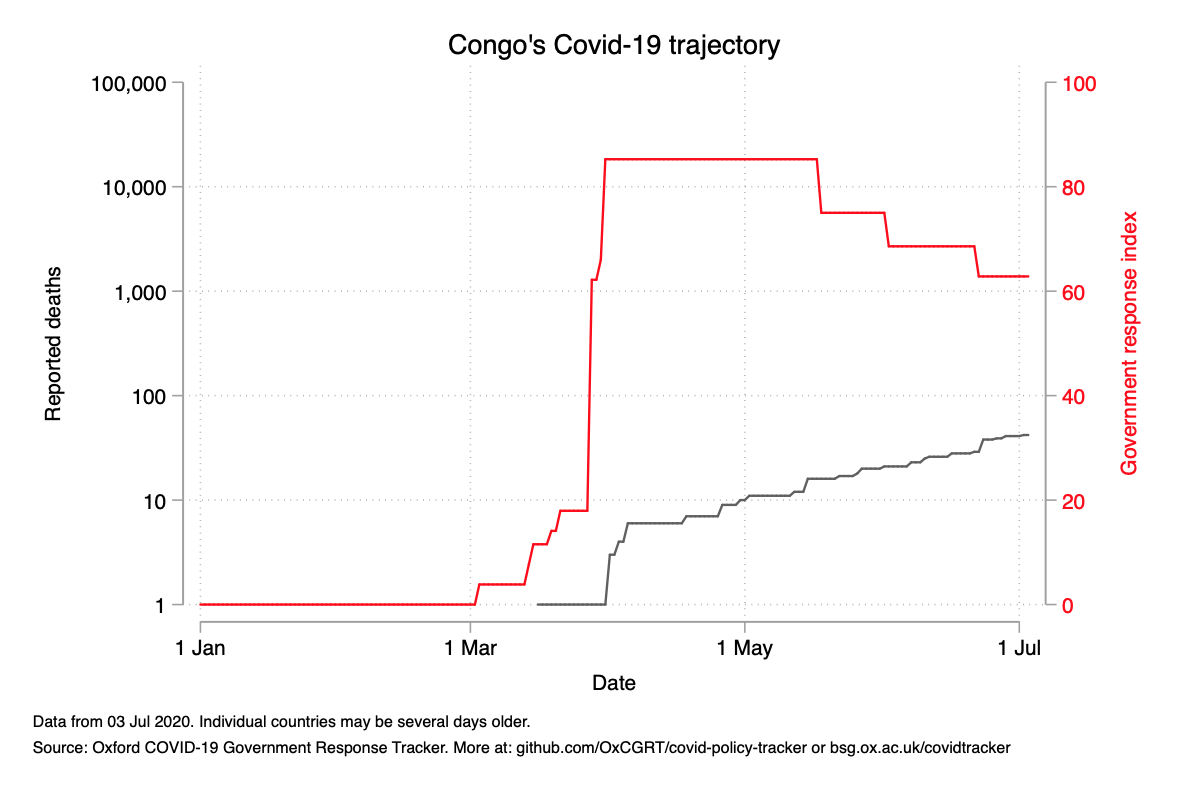 Congo's Covid-19 trajectory
100,000
10,000
1,000
100
10
1
Reported deaths
100
80
60
40
20
0
Government response index
1 Jan
1 Mar
1 May
1 Jul
Date
Data from 03 Jul 2020. Individual countries may be several days older.
Source: Oxford COVID-19 Government Response Tracker. More at: github.com/OxCGRT/covid-policy-tracker or bsg.ox.ac.uk/covidtracker